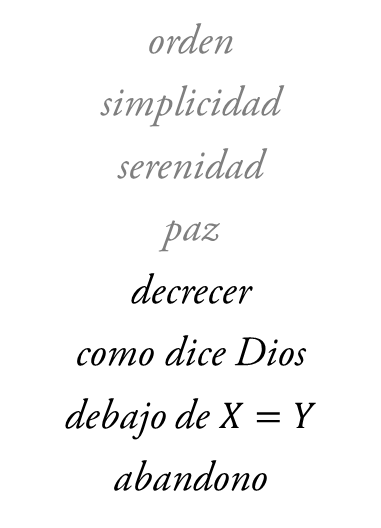 orden
simplicidad
serenidad
paz
decrecer
como dice Dios
debajo de X = Y
abandono